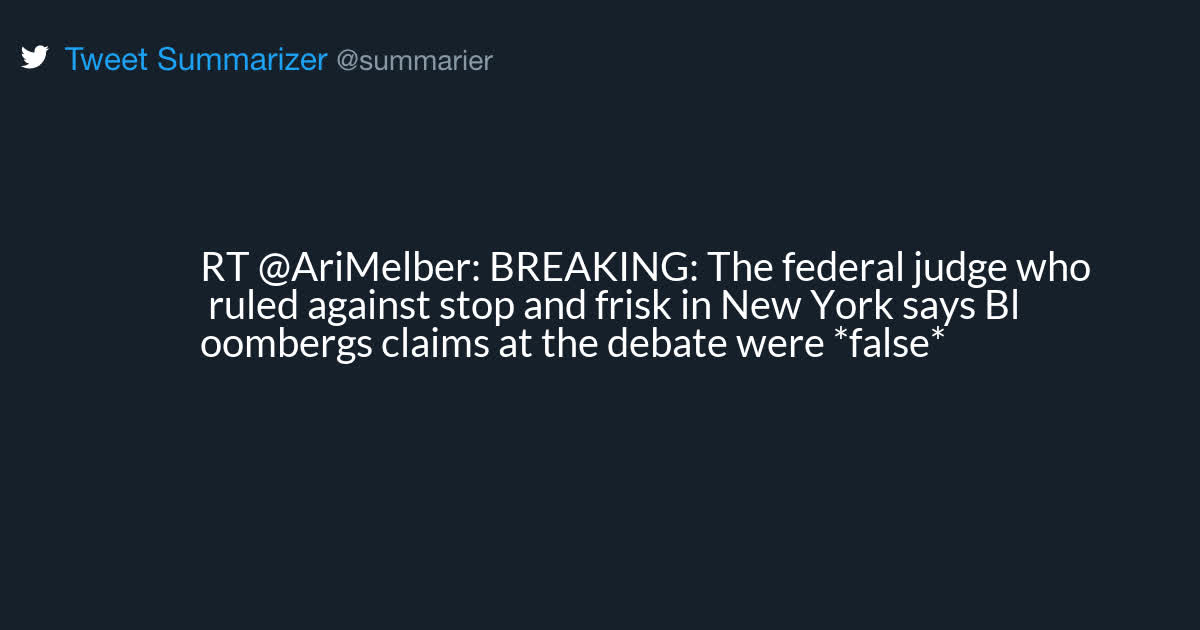 Tweet Summarizer @summarier
RT @AriMelber: BREAKING: The federal judge who
ruled against stop and frisk in New York says Bl
oombergs claims at the debate were *false*